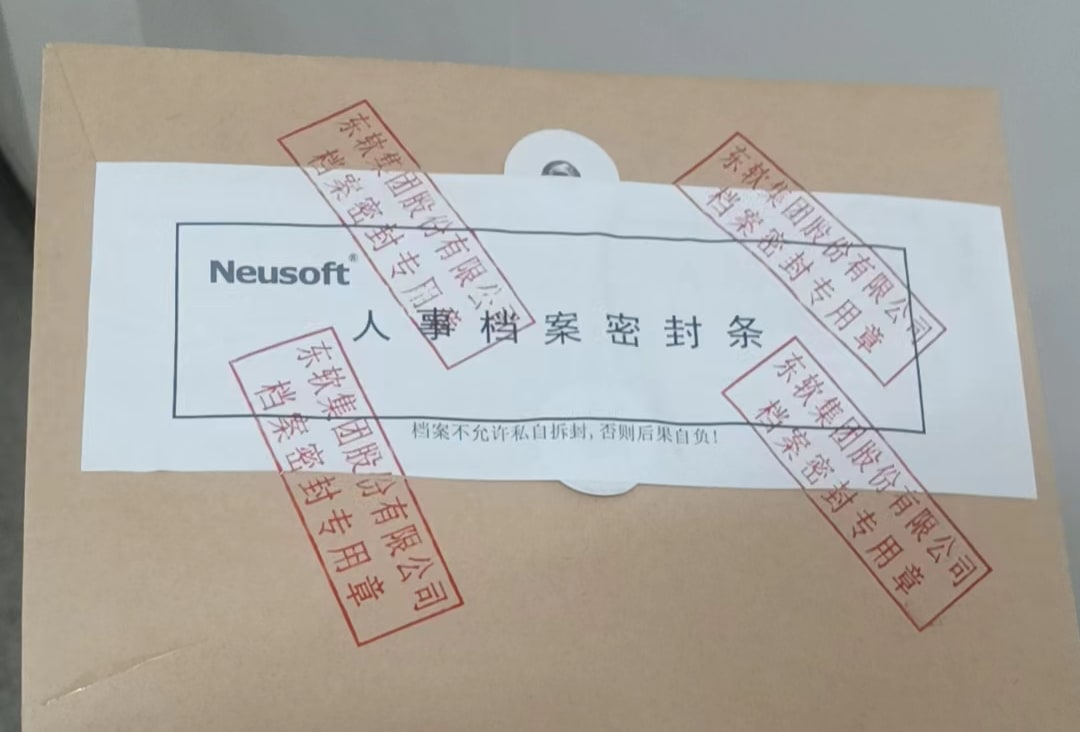 东软集团股份有限公司
档案密封专用章
东软集团股份有限公司
档案密封专用章
Neusoft®
人事档案密封条
档案不允许私自拆封,否则后果自负!
东软集团股份有限公司
档案密封专用章
东软集团股份有限公司
档案密封专用章